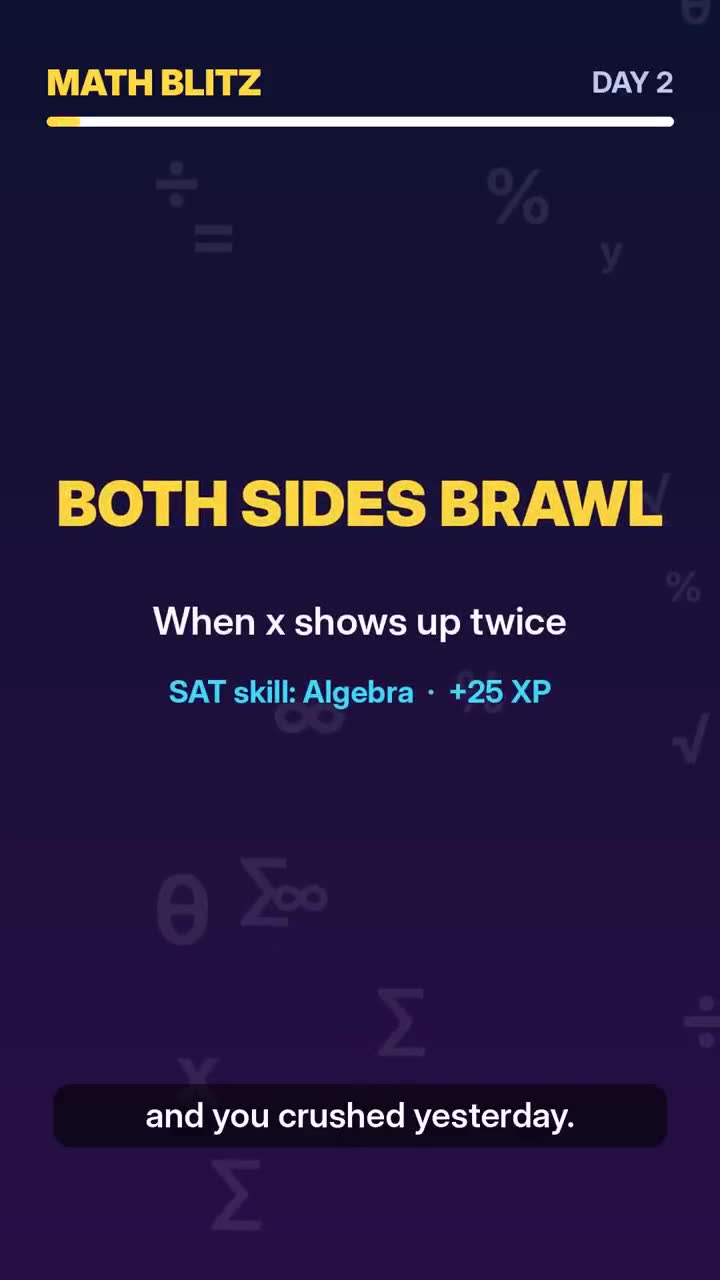 MATH BLITZ
DAY 2
θ
÷
%
=
y
BOTH SIDES BRAWL
√
%
When x shows up twice
SAT skill: Algebra · +25 XP
%
∞
√
θ
Σ∞
Σ
÷
x
and you crushed yesterday.
Σ